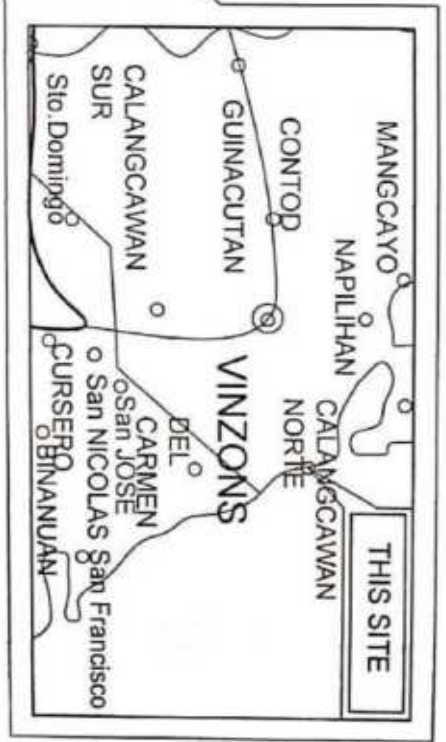 MANGCAYO
THIS SITE
NAPILIHAN
CALANGCAWAN
NORTE
CONTOD
GUINACUTAN
VINZONS
DEL
CARMEN
CALANGCAWAN
SUR
San JOSE
San NICOLAS
San Francisco
Sto.Domingo
CURSERO
BINANUAN